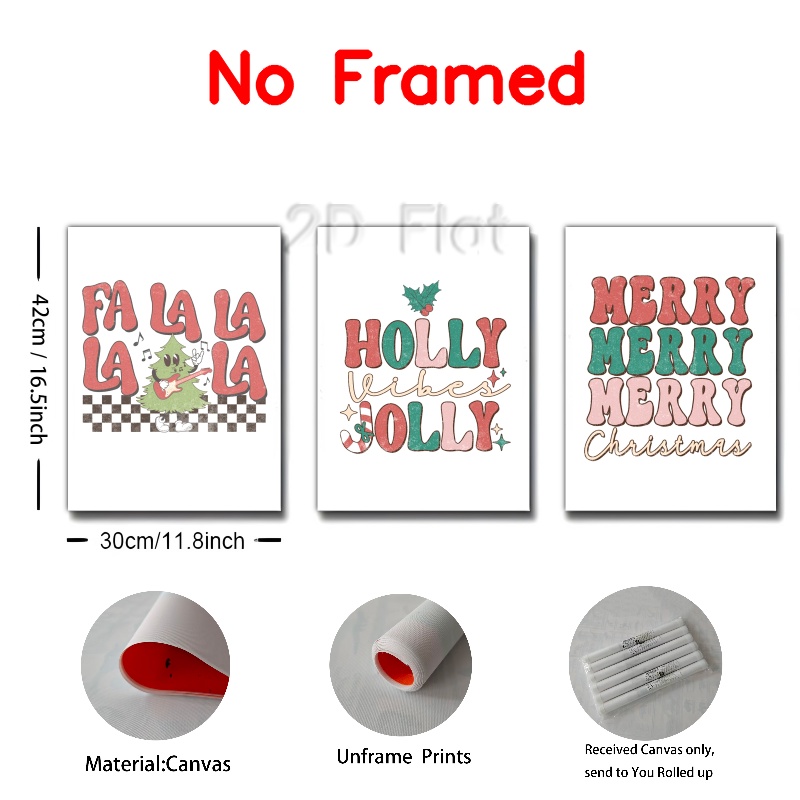 No Framed
2D Flat
42cm / 16.5inch
FA LA LA
LA LA
HOLLY
Vibes
JOLLY
MERRY
MERRY
MERRY
Christmas
30cm/11.8inch
Material:Canvas
Unframe Prints
Received Canvas only,
send to You Rolled up